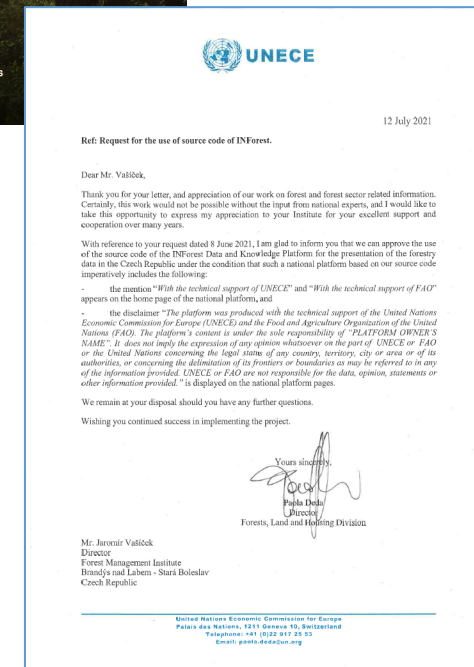 s
UNECE
12 July 2021
Ref: Request for the use of source code of INForest.
Dear Mr. Vašíček,
Thank you for your letter, and appreciation of our work on forest and forest sector related information.
Certainly, this work would not be possible without the input from national experts, and I would like to
take this opportunity to express my appreciation to your Institute for your excellent support and
cooperation over many years.
With reference to your request dated 8 June 2021, I am glad to inform you that we can approve the use
of the source code of the INForest Data and Knowledge Platform for the presentation of the forestry
data in the Czech Republic under the condition that such a national platform based on our source code
imperatively includes the following:
- the mention "With the technical support of UNECE" and "With the technical support of FAO"
appears on the home page of the national platform, and
- the disclaimer "The platform was produced with the technical support of the United Nations
Economic Commission for Europe (UNECE) and the Food and Agriculture Organization of the United
Nations (FAO). The platform's content is under the sole responsibility of "PLATFORM OWNER'S
NAME". It does not imply the expression of any opinion whatsoever on the part of UNECE or FAO
or the United Nations concerning the legal status of any country, territory, city or area or of its
authorities, or concerning the delimitation of its frontiers or boundaries as may be referred to in any
of the information provided. UNECE or FAO are not responsible for the data, opinion, statements or
other information provided." is displayed on the national platform pages.
We remain at your disposal should you have any further questions.
Wishing you continued success in implementing the project.
Yours sincerely,
Paola Deda
Director
Forests, Land and Housing Division
Mr. Jaromír Vašíček
Director
Forest Management Institute
Brandýs nad Labem - Stará Boleslav
Czech Republic
United Nations Economic Commission for Europe
Palais des Nations, 1211 Geneva 10, Switzerland
Telephone: +41 (0)22 917 25 53
Email: paola.deda@un.org